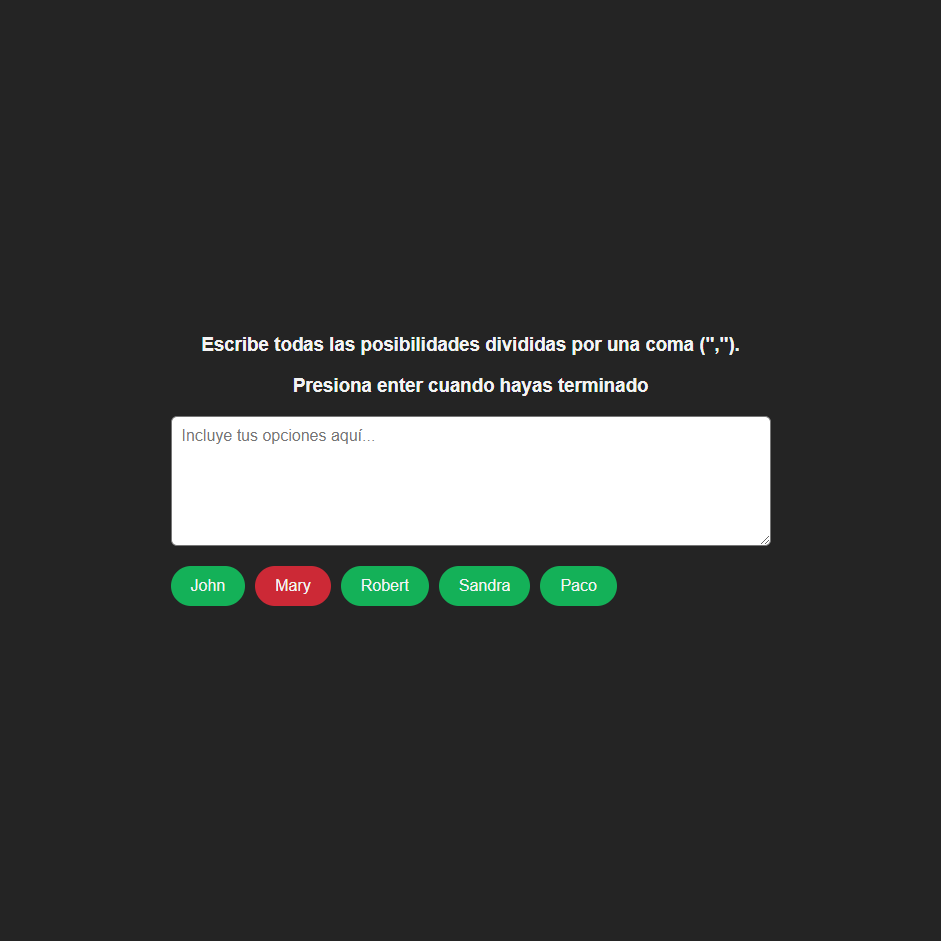 Escribe todas las posibilidades divididas por una coma (",").
Presiona enter cuando hayas terminado
Incluye tus opciones aquí...
John Mary Robert Sandra Paco